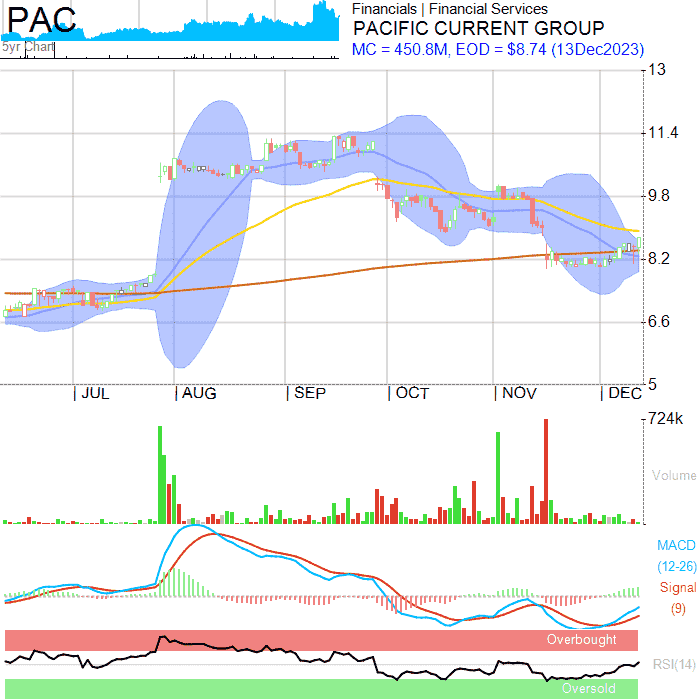 PAC
5yr Chart
Financials | Financial Services
PACIFIC CURRENT GROUP
MC = 450.8M, EOD = $8.74 (13Dec2023)
13
11.4
9.8
8.2
6.6
5
JUL AUG SEP OCT NOV DEC
724k
Volume
MACD
(12-26)
Signal
(9)
Overbought
RSI(14)
Oversold